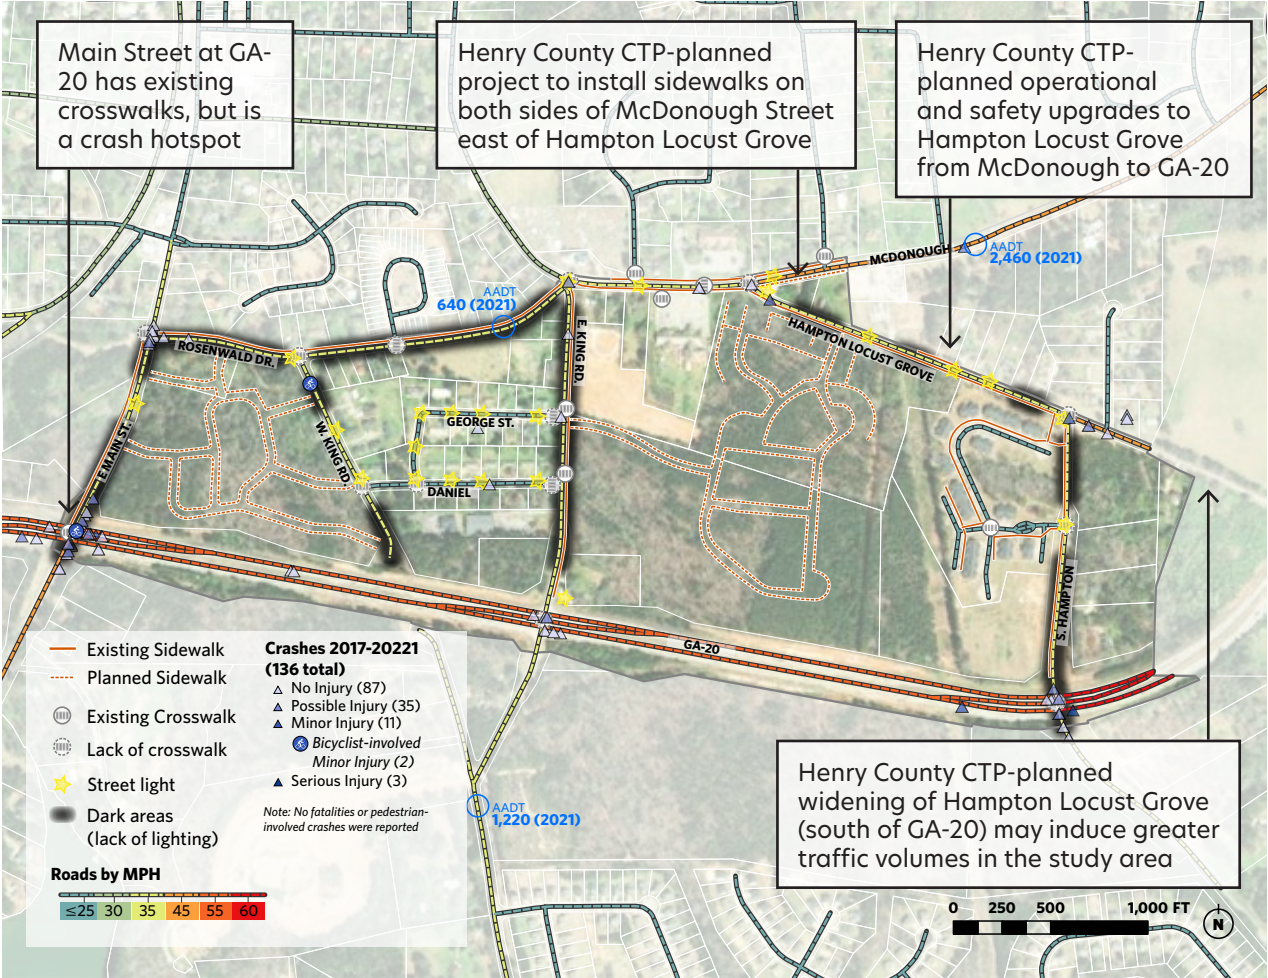 Main Street at GA-
20 has existing
crosswalks, but is
a crash hotspot
Henry County CTP-planned
project to install sidewalks on
both sides of McDonough Street
east of Hampton Locust Grove
Henry County CTP-
planned operational
and safety upgrades to
Hampton Locust Grove
from McDonough to GA-20
MCDONOUGH
AADT
2,460 (2021)
AADT
640 (2021)
E. KING RD.
HAMPTON LOCUST GROVE
ROSENWALD DR.
GEORGE ST.
W. KING RD.
E MAIN ST.
DANIEL
S. HAMPTON
GA-20
Existing Sidewalk
Planned Sidewalk
Existing Crosswalk
Lack of crosswalk
Street light
Dark areas
(lack of lighting)
Crashes 2017-20221
(136 total)
No Injury (87)
Possible Injury (35)
Minor Injury (11)
Bicyclist-involved
Minor Injury (2)
Serious Injury (3)
Note: No fatalities or pedestrian-
involved crashes were reported
Roads by MPH
≤25 30 35 45 55 60
AADT
1,220 (2021)
Henry County CTP-planned
widening of Hampton Locust Grove
(south of GA-20) may induce greater
traffic volumes in the study area
0 250 500 1,000 FT
N